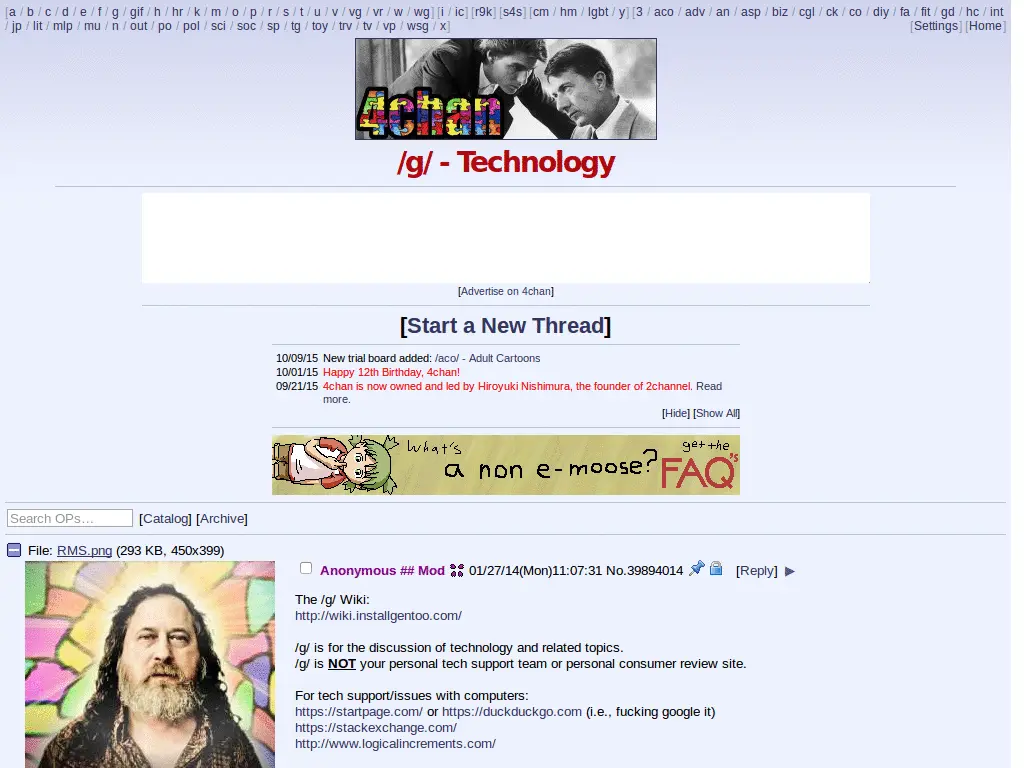 [a / b / c / d / e / f / g / gif / h / hr / k / m / o / p / r / s / t / u / v / vg / vr / w / wg] [i / ic] [r9k] [s4s] [cm / hm / lgbt / y] [3 / aco / adv / an / asp / biz / cgl / ck / co / diy / fa / fit / gd / hc / int
/ jp / lit / mlp / mu / n / out / po / pol / sci / soc / sp / tg / toy / trv / tv / vp / wsg / x] [Settings] [Home]
4chan
/g/ - Technology
[Advertise on 4chan]
[Start a New Thread]
10/09/15 New trial board added: /aco/ - Adult Cartoons
10/01/15 Happy 12th Birthday, 4chan!
09/21/15 4chan is now owned and led by Hiroyuki Nishimura, the founder of 2channel. Read
more.
[Hide] [Show All]
What's a non e-moose? get the FAQ's
Search OPs… [Catalog] [Archive]
File: RMS.png (293 KB, 450x399)
Anonymous ## Mod 01/27/14(Mon)11:07:31 No.39894014 [Reply] ▶
The /g/ Wiki:
http://wiki.installgentoo.com/
/g/ is for the discussion of technology and related topics.
/g/ is NOT your personal tech support team or personal consumer review site.
For tech support/issues with computers:
https://startpage.com/ or https://duckduckgo.com (i.e., fucking google it)
https://stackexchange.com/
http://www.logicalincrements.com/